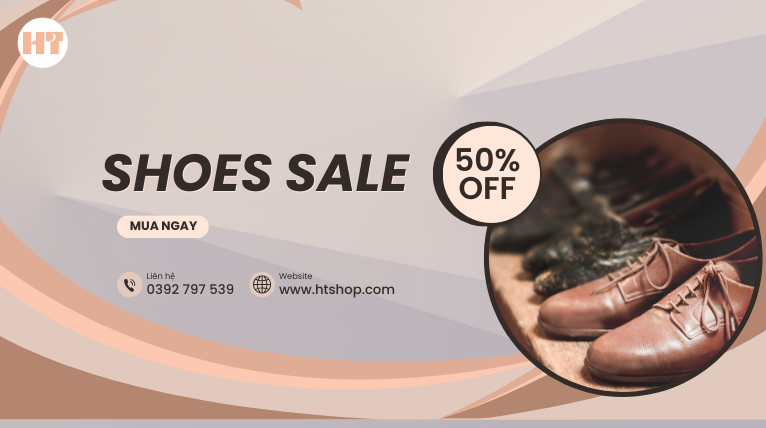 HT
SHOES SALE
50%
OFF
MUA NGAY
Liên hệ
0392 797 539
Website
www.htshop.com